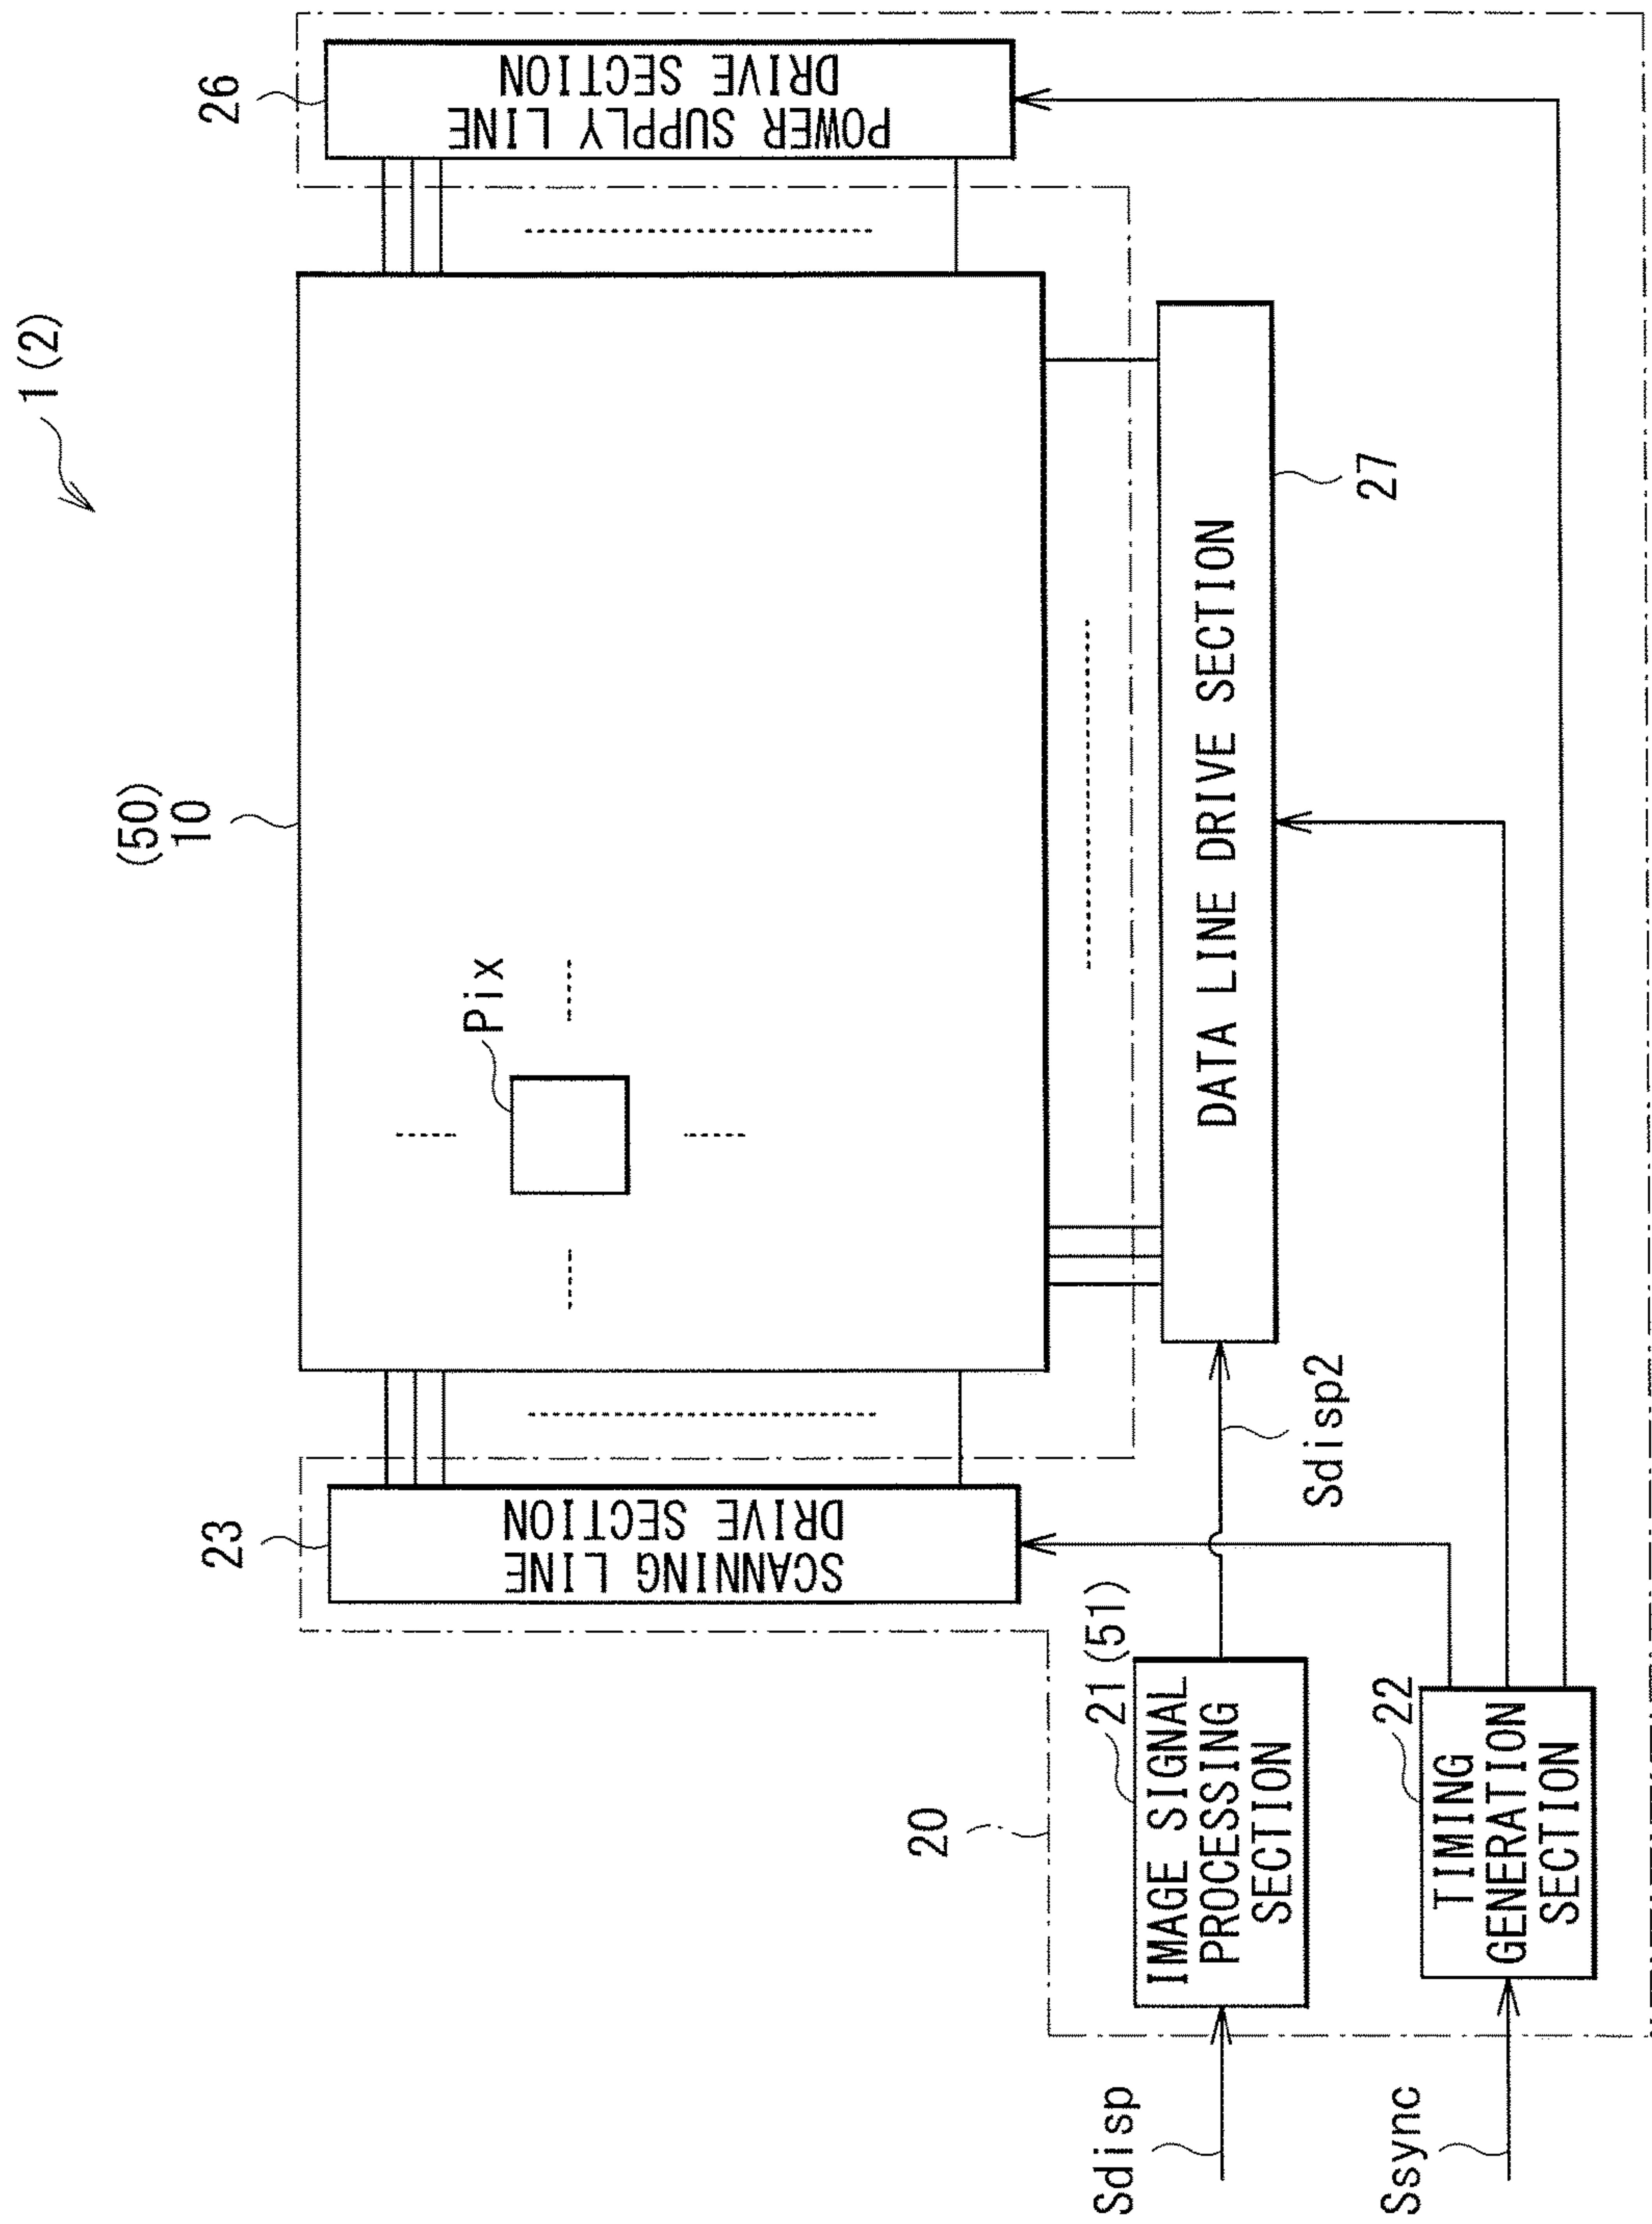 1(2)
(50)
10
23
SCANNING LINE
DRIVE SECTION
Pix
26
POWER SUPPLY LINE
DRIVE SECTION
20
21(51)
IMAGE SIGNAL
PROCESSING
SECTION
Sdisp
Sdisp2
DATA LINE DRIVE SECTION
27
22
TIMING
GENERATION
SECTION
Ssync